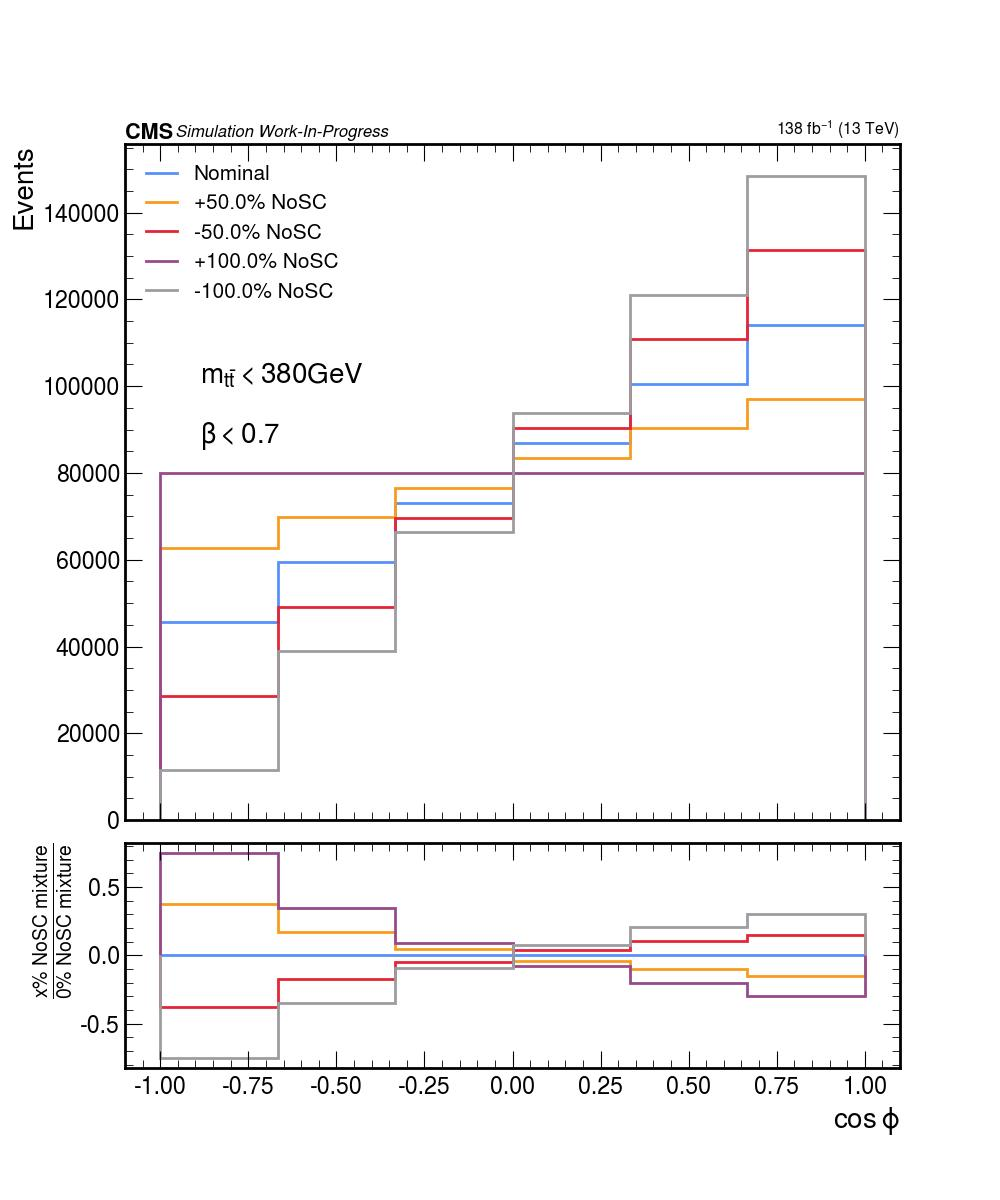 CMS Simulation Work-In-Progress 138 fb⁻¹ (13 TeV)
Events
Nominal
+50.0% NoSC
-50.0% NoSC
+100.0% NoSC
-100.0% NoSC
m_tt̄ < 380GeV
β < 0.7
140000
120000
100000
80000
60000
40000
20000
0
x% NoSC mixture
0% NoSC mixture
0.5
0.0
-0.5
-1.00 -0.75 -0.50 -0.25 0.00 0.25 0.50 0.75 1.00
cos ϕ